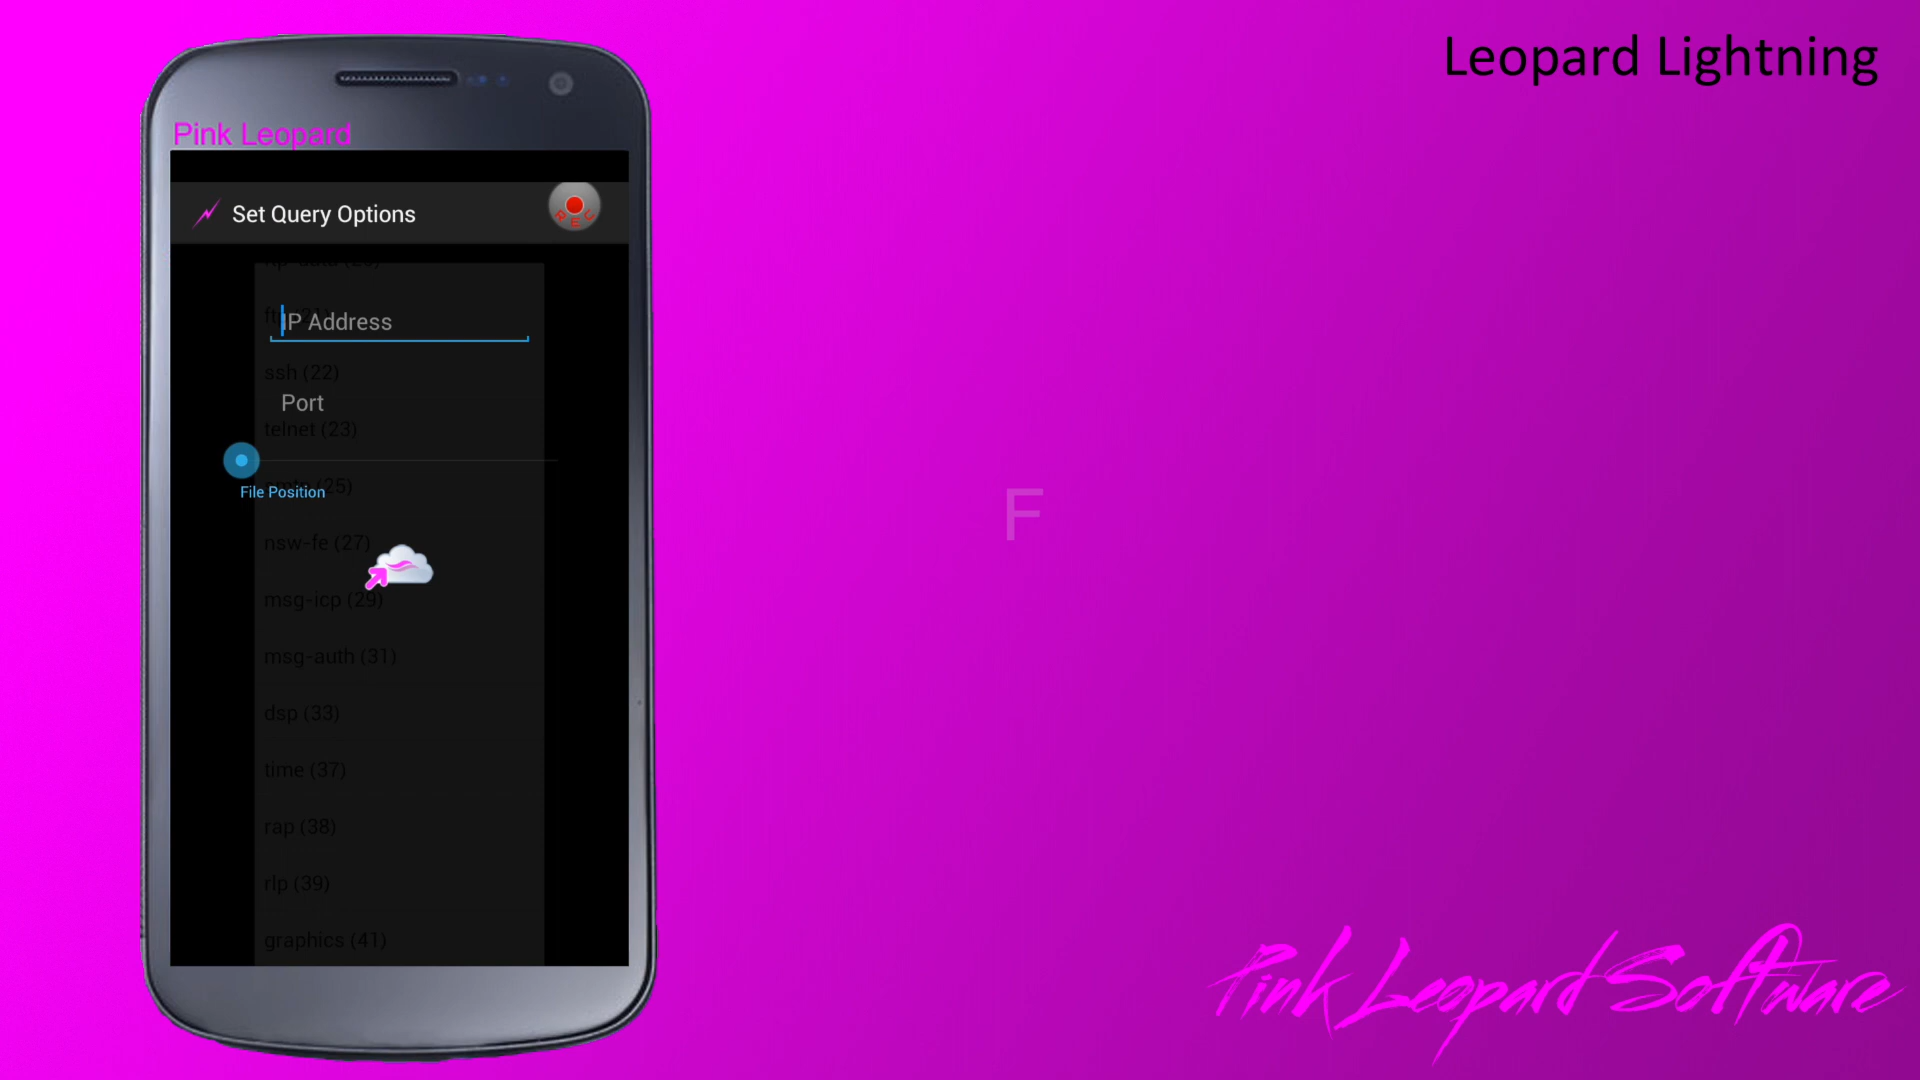 Leopard Lightning
Pink Leopard
Set Query Options
REC
IP Address
ssh (22)
Port
telnet (23)
File Position
nsw-fe (27)
msg-icp (29)
msg-auth (31)
dsp (33)
time (37)
rap (38)
rlp (39)
graphics (41)
F
Pink Leopard Software